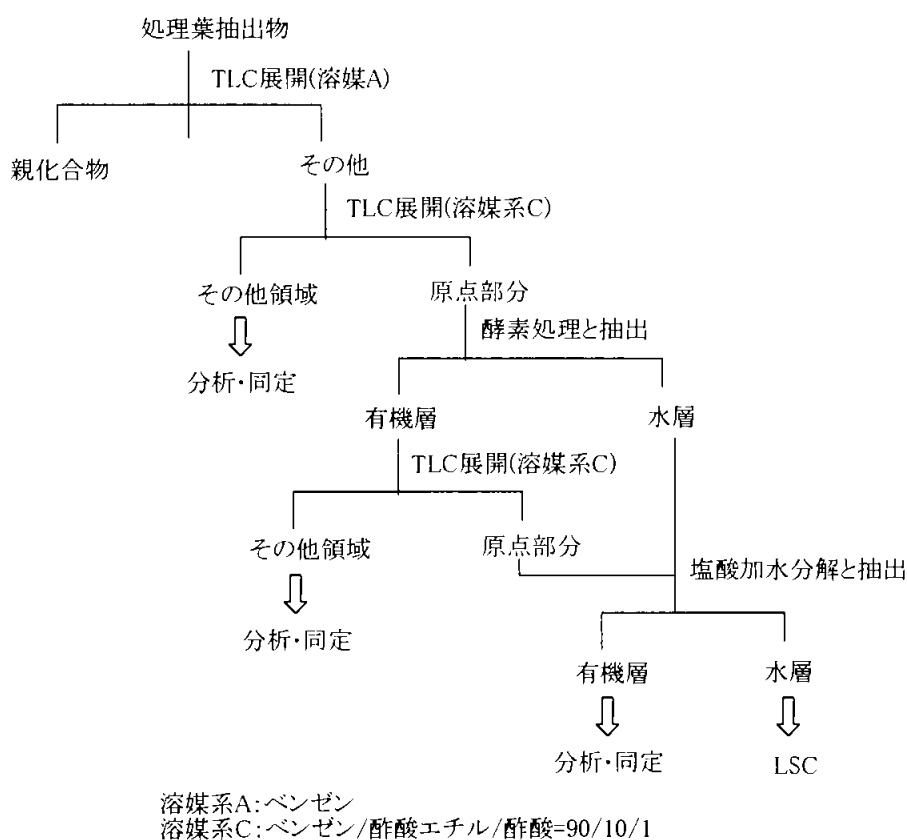 処理葉抽出物
TLC展開(溶媒A)
親化合物
その他
TLC展開(溶媒系C)
その他領域
原点部分
酵素処理と抽出
分析・同定
有機層
水層
TLC展開(溶媒系C)
その他領域
原点部分
塩酸加水分解と抽出
分析・同定
有機層
水層
分析・同定
LSC
溶媒系A:ベンゼン
溶媒系C:ベンゼン/酢酸エチル/酢酸=90/10/1